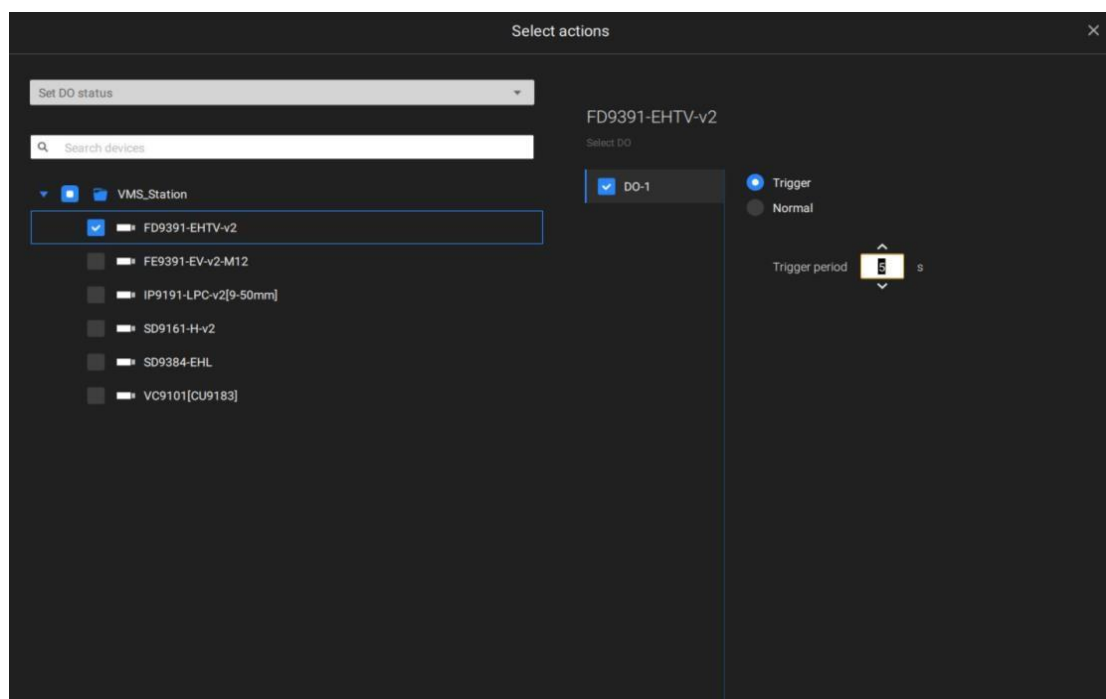 Select actions
Set DO status
Search devices
VMS_Station
FD9391-EHTV-v2
FE9391-EV-v2-M12
IP9191-LPC-v2[9-50mm]
SD9161-H-v2
SD9384-EHL
VC9101[CU9183]
FD9391-EHTV-v2
Select DO
DO-1
Trigger
Normal
Trigger period 5 s